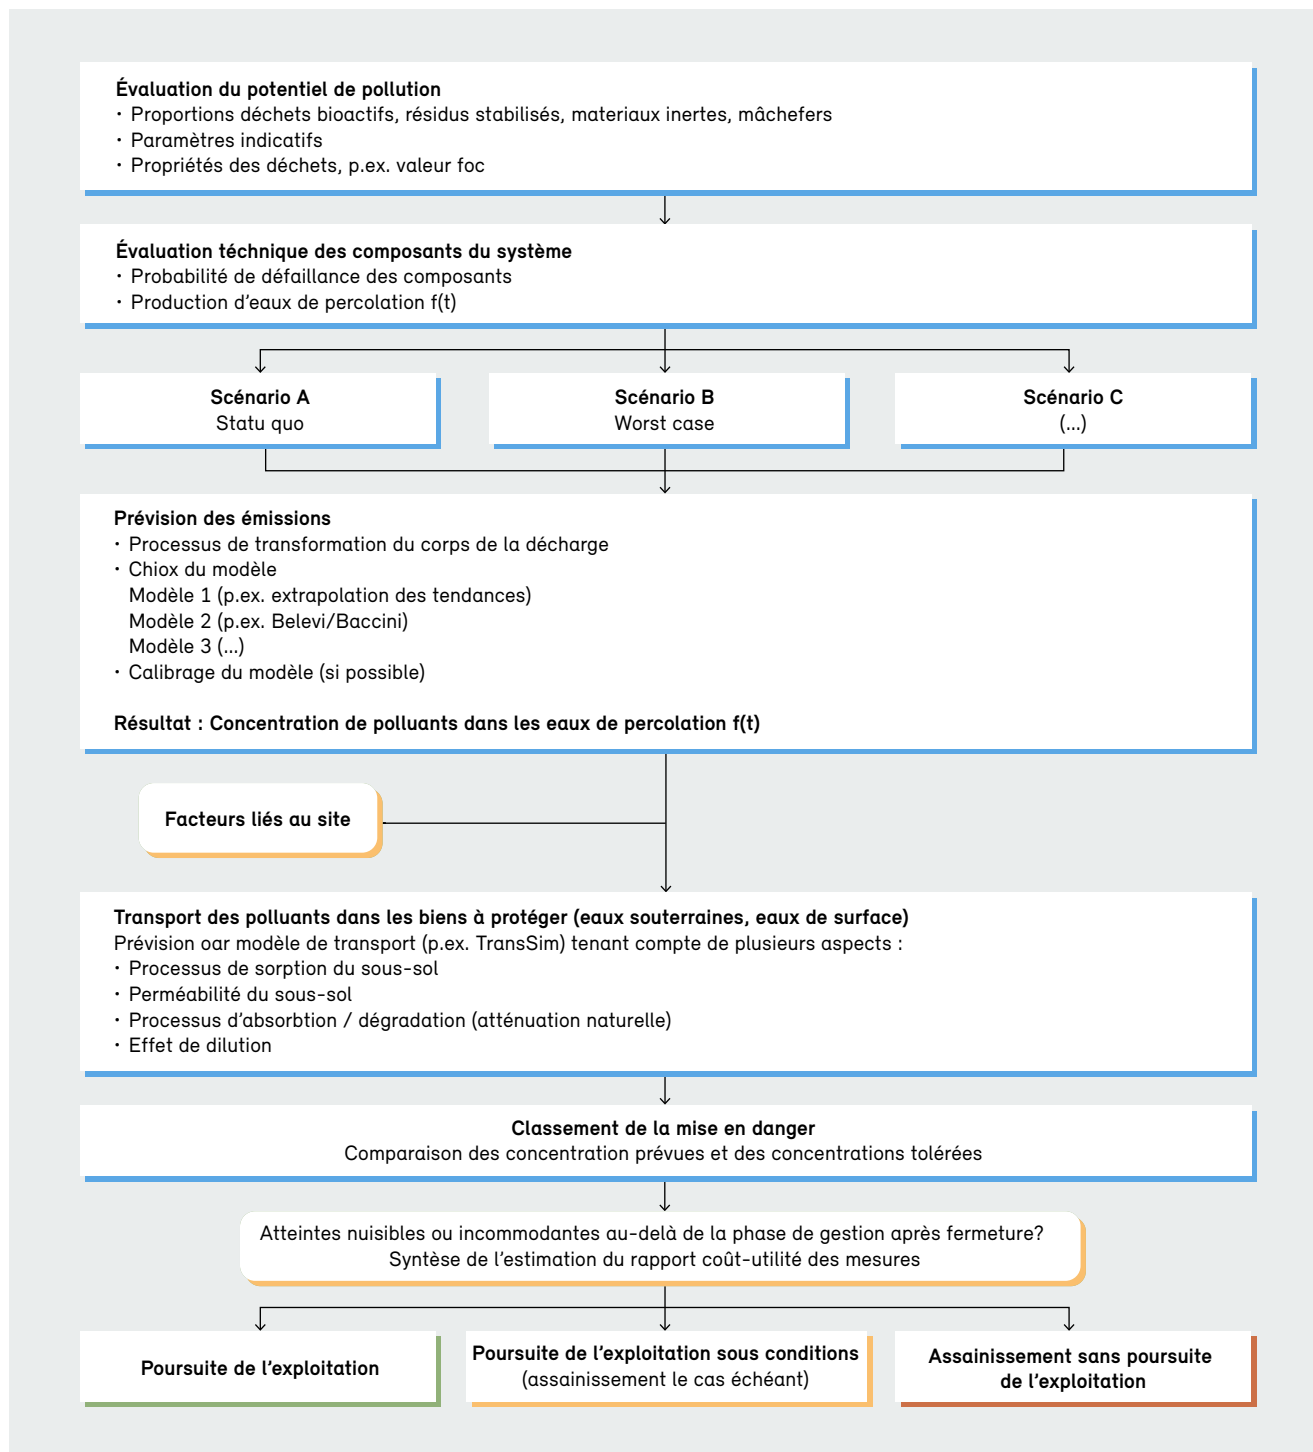 Évaluation du potentiel de pollution
· Proportions déchets bioactifs, résidus stabilisés, materiaux inertes, mâchefers
· Paramètres indicatifs
· Propriétés des déchets, p.ex. valeur foc
Évaluation téchnique des composants du système
· Probabilité de défaillance des composants
· Production d’eaux de percolation f(t)
Scénario A
Statu quo
Scénario B
Worst case
Scénario C
(...)
Prévision des émissions
· Processus de transformation du corps de la décharge
· Chiox du modèle
Modèle 1 (p.ex. extrapolation des tendances)
Modèle 2 (p.ex. Belevi/Baccini)
Modèle 3 (...)
· Calibrage du modèle (si possible)
Résultat : Concentration de polluants dans les eaux de percolation f(t)
Facteurs liés au site
Transport des polluants dans les biens à protéger (eaux souterraines, eaux de surface)
Prévision oar modèle de transport (p.ex. TransSim) tenant compte de plusieurs aspects :
· Processus de sorption du sous-sol
· Perméabilité du sous-sol
· Processus d’absorbtion / dégradation (atténuation naturelle)
· Effet de dilution
Classement de la mise en danger
Comparaison des concentration prévues et des concentrations tolérées
Atteintes nuisibles ou incommodantes au-delà de la phase de gestion après fermeture?
Syntèse de l’estimation du rapport coût-utilité des mesures
Poursuite de l’exploitation
Poursuite de l’exploitation sous conditions
(assainissement le cas échéant)
Assainissement sans poursuite
de l’exploitation